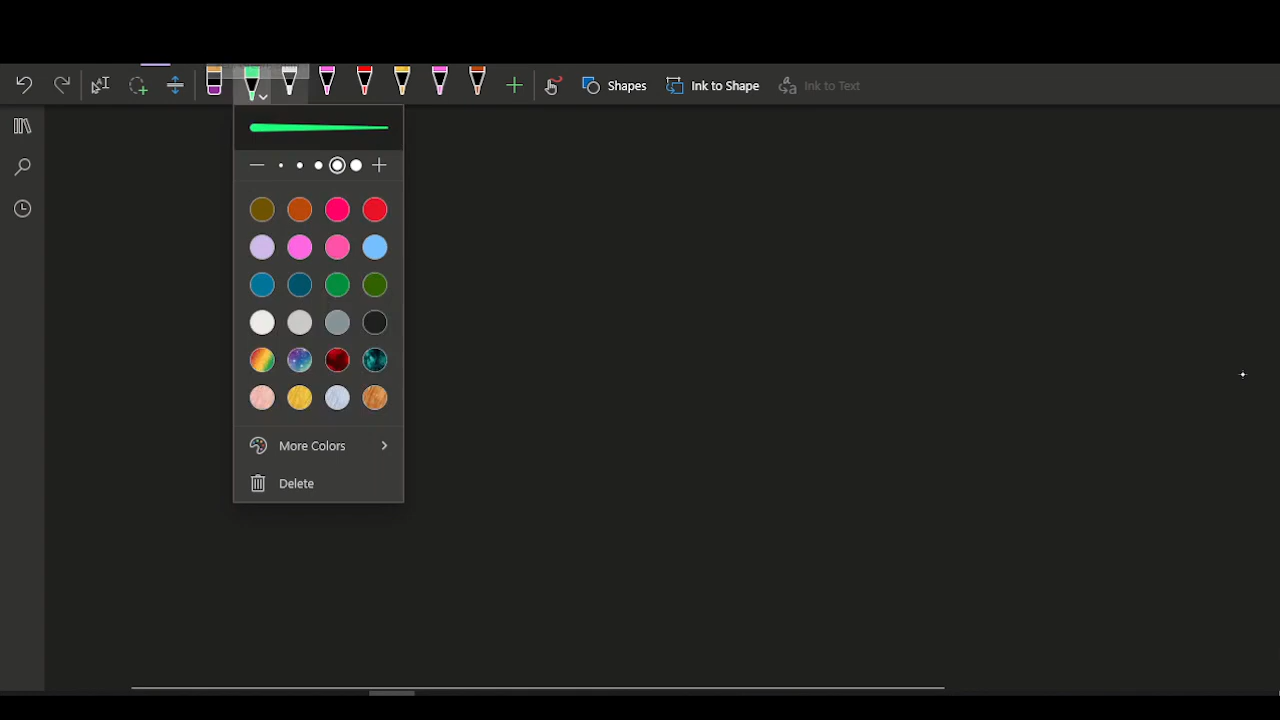 Shapes
Ink to Shape
Ink to Text
More Colors
Delete